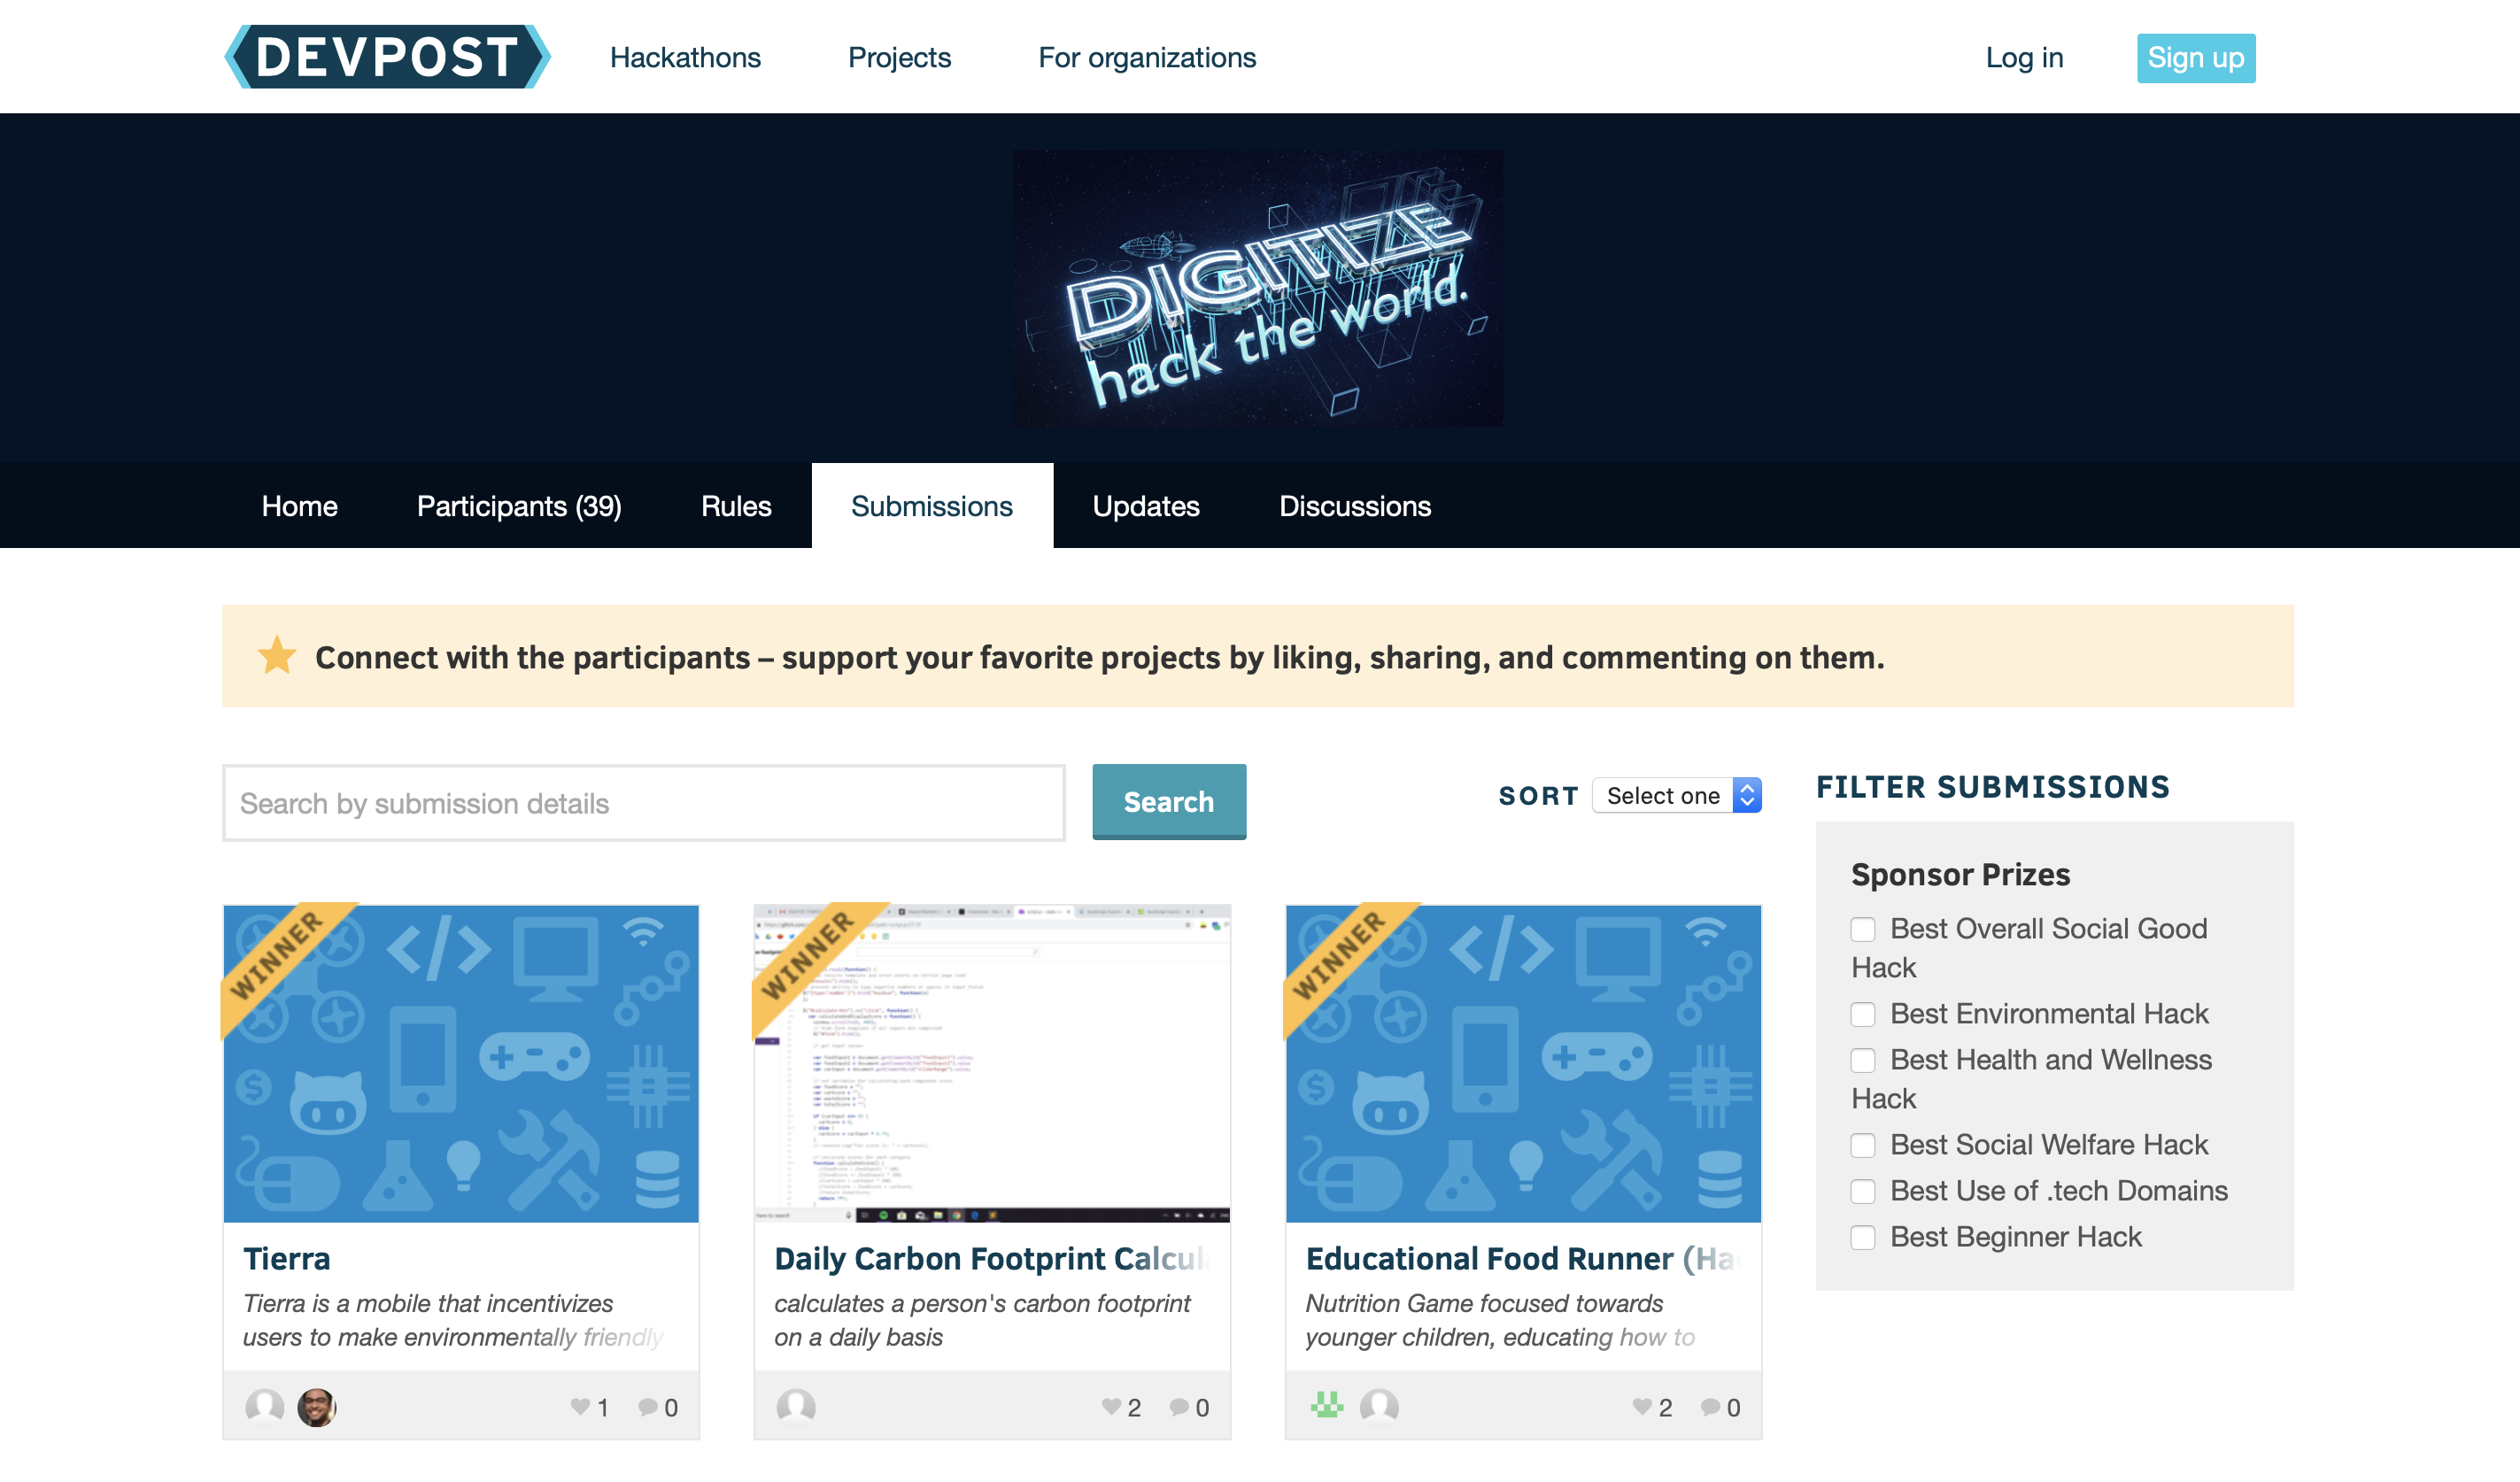 DEVPOST
Hackathons
Projects
For organizations
Log in
Sign up
DIGITIZE
hack the world.
Home
Participants (39)
Rules
Submissions
Updates
Discussions
Connect with the participants – support your favorite projects by liking, sharing, and commenting on them.
Search by submission details
Search
SORT
Select one
FILTER SUBMISSIONS
Sponsor Prizes
Best Overall Social Good
Hack
Best Environmental Hack
Best Health and Wellness
Hack
Best Social Welfare Hack
Best Use of .tech Domains
Best Beginner Hack
WINNER
Tierra
Tierra is a mobile that incentivizes
users to make environmentally friendly
1
0
WINNER
Daily Carbon Footprint Calcul
calculates a person's carbon footprint
on a daily basis
2
0
WINNER
Educational Food Runner (Ha
Nutrition Game focused towards
younger children, educating how to
2
0